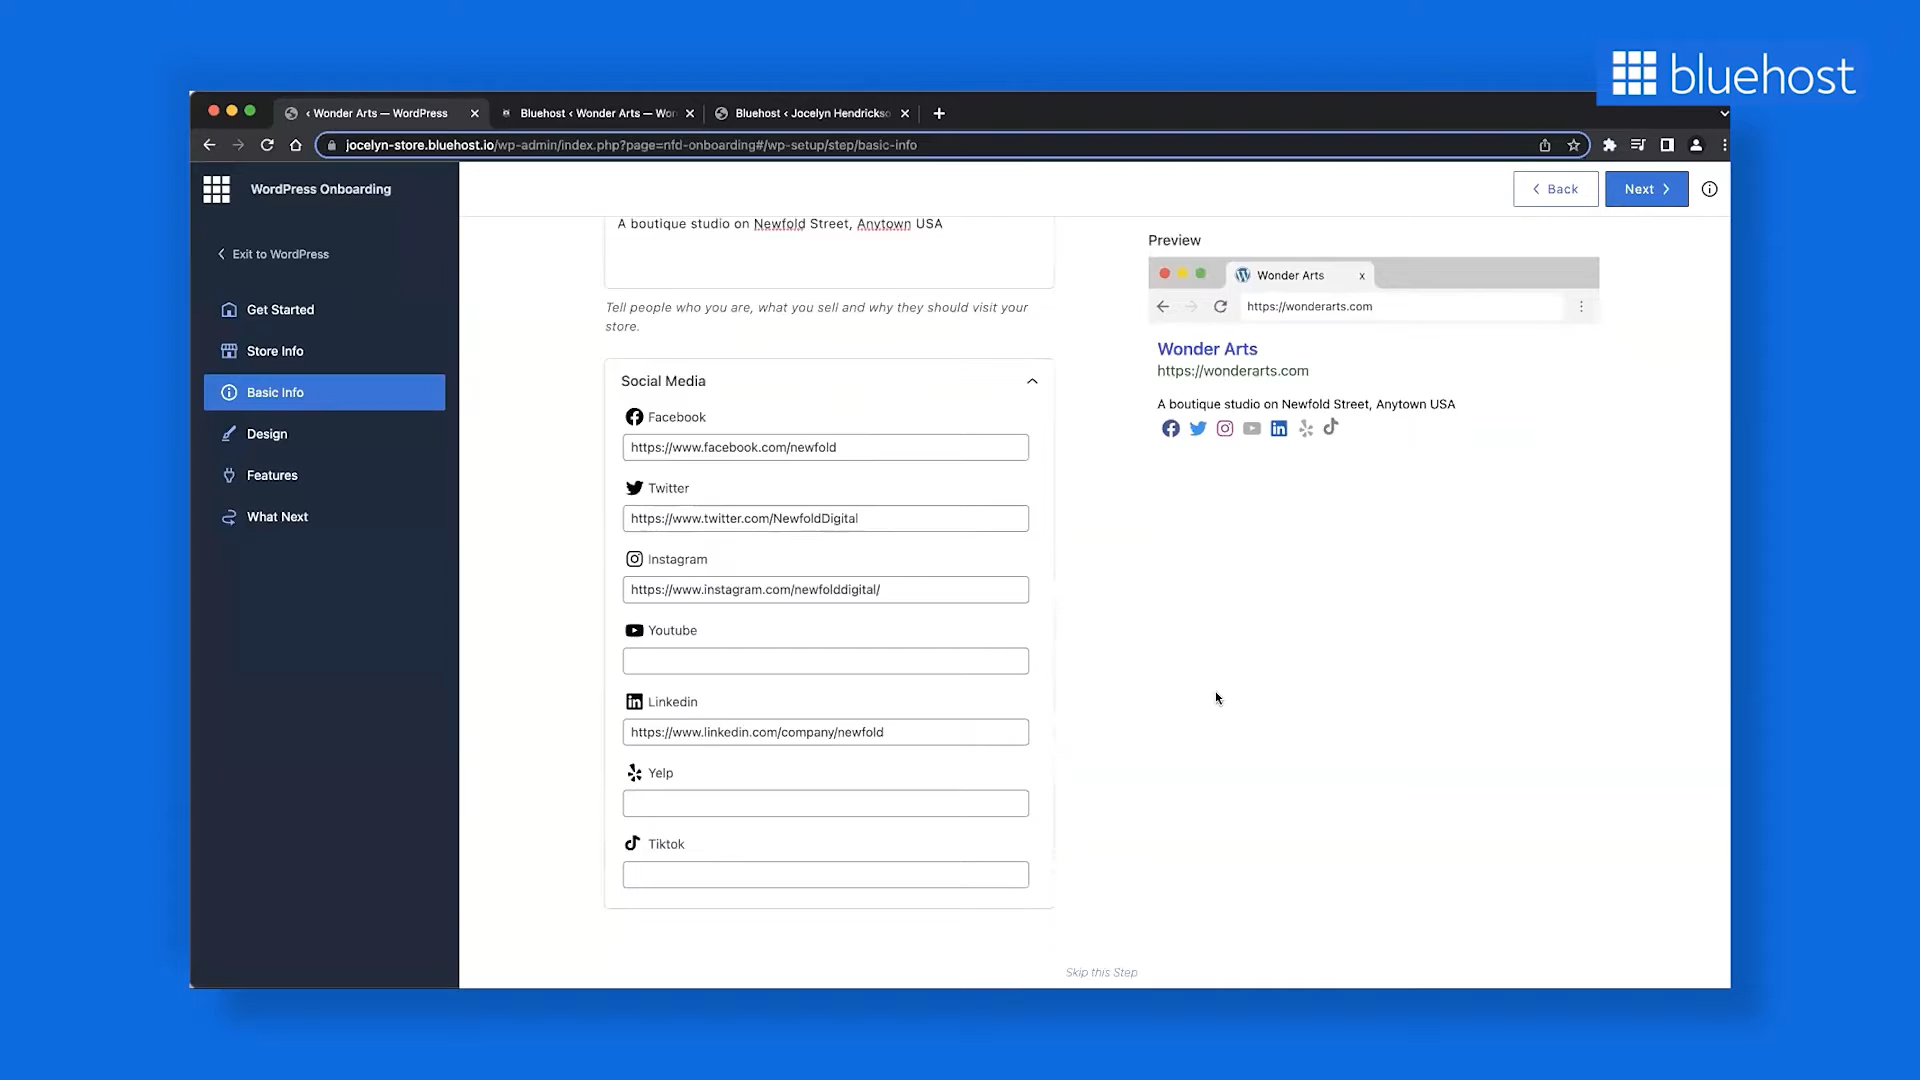 bluehost
‹ Wonder Arts — WordPress
Bluehost ‹ Wonder Arts — Wor
Bluehost ‹ Jocelyn Hendrickso
jocelyn-store.bluehost.io/wp-admin/index.php?page=nfd-onboarding#/wp-setup/step/basic-info
WordPress Onboarding
Back
Next
Exit to WordPress
Get Started
Store Info
Basic Info
Design
Features
What Next
A boutique studio on Newfold Street, Anytown USA
Tell people who you are, what you sell and why they should visit your
store.
Social Media
Facebook
https://www.facebook.com/newfold
Twitter
https://www.twitter.com/NewfoldDigital
Instagram
https://www.instagram.com/newfolddigital/
Youtube
Linkedin
https://www.linkedin.com/company/newfold
Yelp
Tiktok
Skip this Step
Preview
Wonder Arts
https://wonderarts.com
Wonder Arts
https://wonderarts.com
A boutique studio on Newfold Street, Anytown USA